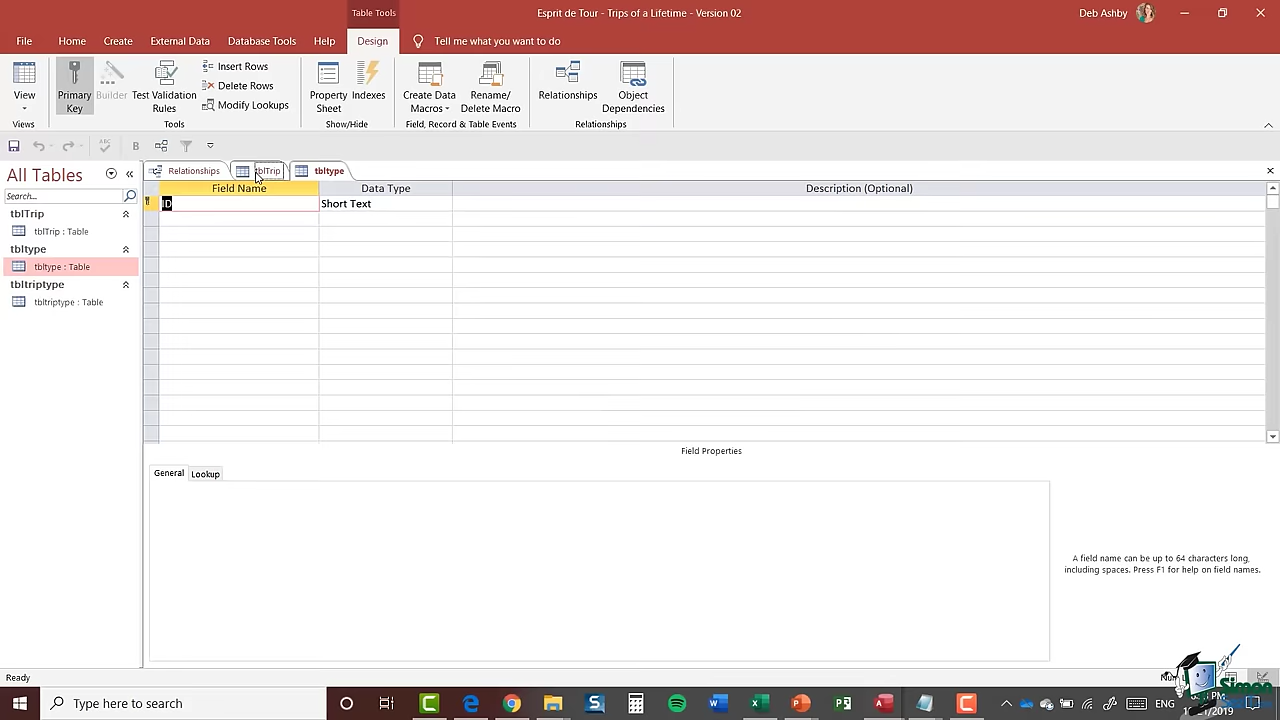 Table Tools
Esprit de Tour - Trips of a Lifetime - Version 02
Deb Ashby
File
Home
Create
External Data
Database Tools
Help
Design
Tell me what you want to do
View
Primary Key
Builder
Test Validation Rules
Insert Rows
Delete Rows
Modify Lookups
Property Sheet
Indexes
Create Data Macros
Rename/ Delete Macro
Relationships
Object Dependencies
Views
Tools
Show/Hide
Field, Record & Table Events
Relationships
All Tables
Search...
tblTrip
tblTrip : Table
tbltype
tbltype : Table
tbltriptype
tbltriptype : Table
Relationships
tblTrip
tbltype
Field Name
Data Type
Description (Optional)
ID
Short Text
Field Properties
General
Lookup
A field name can be up to 64 characters long, including spaces. Press F1 for help on field names.
Ready
Type here to search
ENG